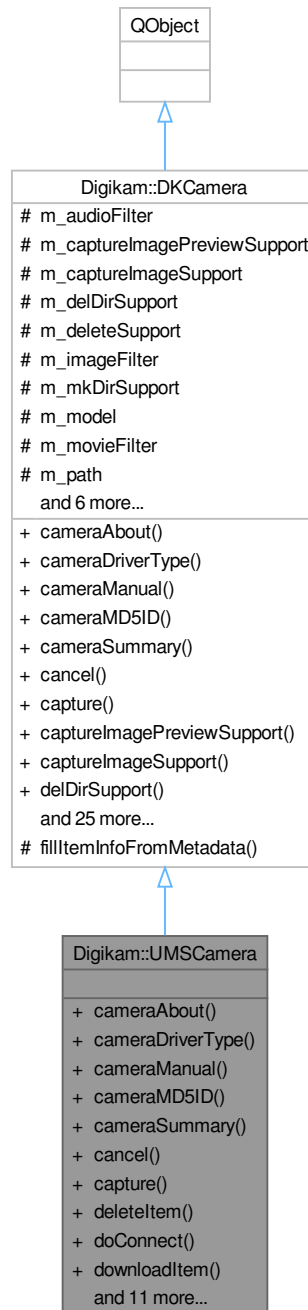 QObject
Digikam::DKCamera
# m_audioFilter
# m_captureImagePreviewSupport
# m_captureImageSupport
# m_delDirSupport
# m_deleteSupport
# m_imageFilter
# m_mkDirSupport
# m_model
# m_movieFilter
# m_path
and 6 more...
+ cameraAbout()
+ cameraDriverType()
+ cameraManual()
+ cameraMD5ID()
+ cameraSummary()
+ cancel()
+ capture()
+ captureImagePreviewSupport()
+ captureImageSupport()
+ delDirSupport()
and 25 more...
# fillItemInfoFromMetadata()
Digikam::UMSCamera
+ cameraAbout()
+ cameraDriverType()
+ cameraManual()
+ cameraMD5ID()
+ cameraSummary()
+ cancel()
+ capture()
+ deleteItem()
+ doConnect()
+ downloadItem()
and 11 more...